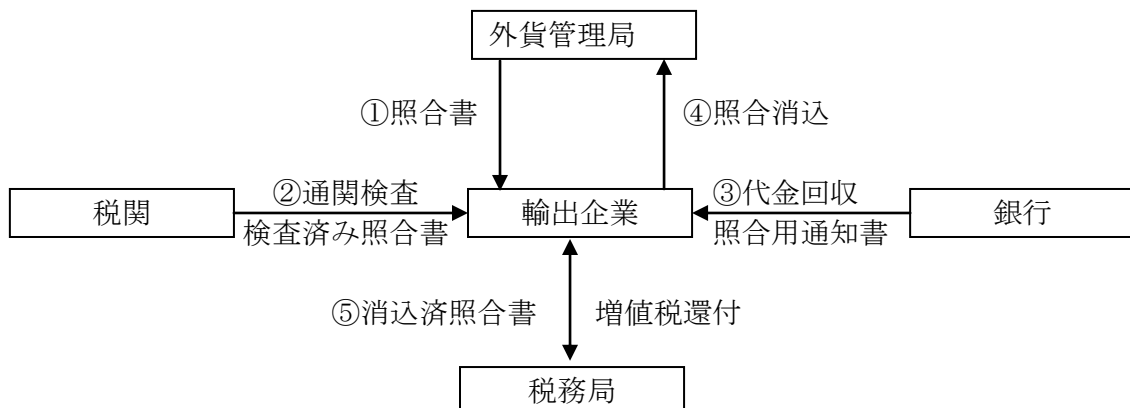 外貨管理局
①照合書
④照合消込
税関
②通関検査
検査済み照合書
輸出企業
③代金回収
照合用通知書
銀行
⑤消込済照合書
増値税還付
税務局